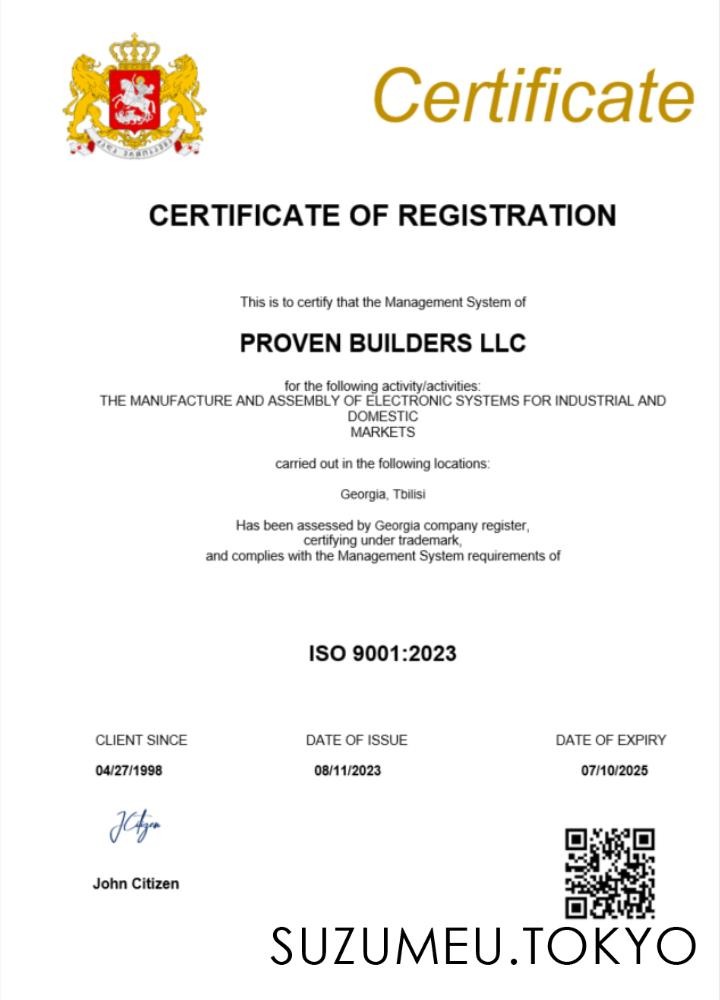 Certificate
CERTIFICATE OF REGISTRATION
This is to certify that the Management System of
PROVEN BUILDERS LLC
for the following activity/activities:
THE MANUFACTURE AND ASSEMBLY OF ELECTRONIC SYSTEMS FOR INDUSTRIAL AND
DOMESTIC
MARKETS
carried out in the following locations:
Georgia, Tbilisi
Has been assessed by Georgia company register,
certifying under trademark,
and complies with the Management System requirements of
ISO 9001:2023
CLIENT SINCE DATE OF ISSUE DATE OF EXPIRY
04/27/1998 08/11/2023 07/10/2025
JCitizen
John Citizen
SUZUMEU.TOKYO